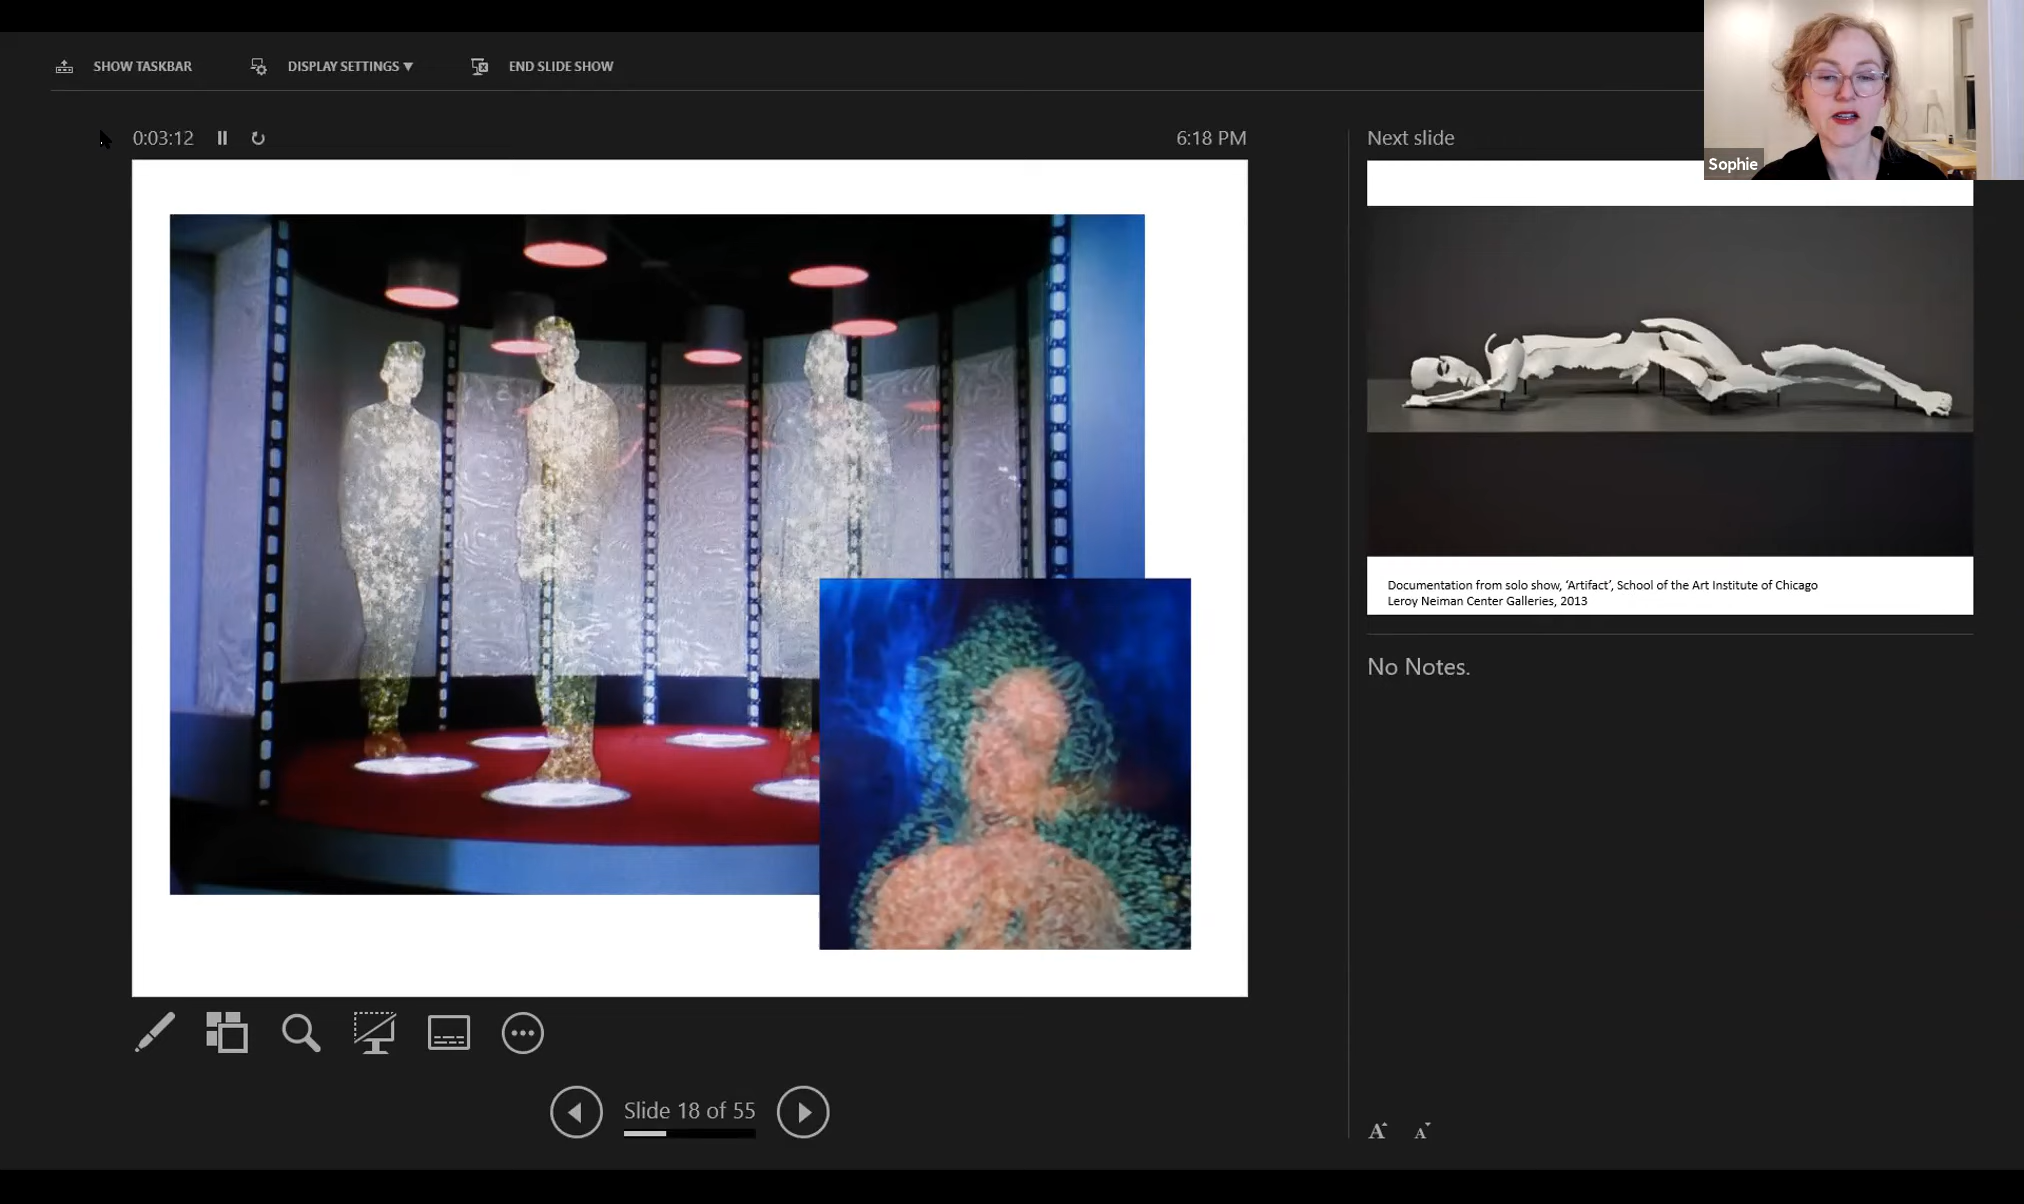 SHOW TASKBAR
DISPLAY SETTINGS ▼
END SLIDE SHOW
0:03:12
6:18 PM
Next slide
Sophie
Documentation from solo show, ‘Artifact’, School of the Art Institute of Chicago
Leroy Neiman Center Galleries, 2013
No Notes.
Slide 18 of 55
A A